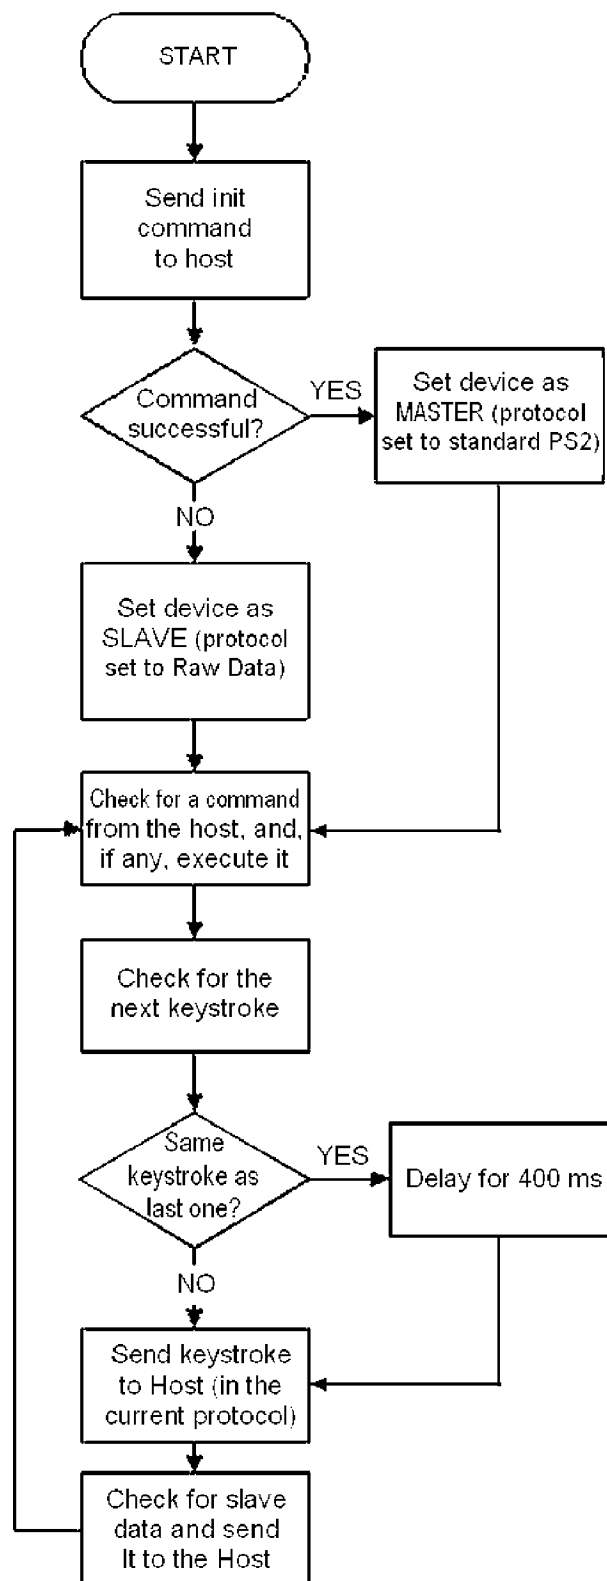 START
Send init
command
to host
Command
successful?
YES
Set device as
MASTER (protocol
set to standard PS2)
NO
Set device as
SLAVE (protocol
set to Raw Data)
Check for a command
from the host, and,
if any, execute it
Check for the
next keystroke
Same
keystroke as
last one?
YES
Delay for 400 ms
NO
Send keystroke
to Host (in the
current protocol)
Check for slave
data and send
It to the Host